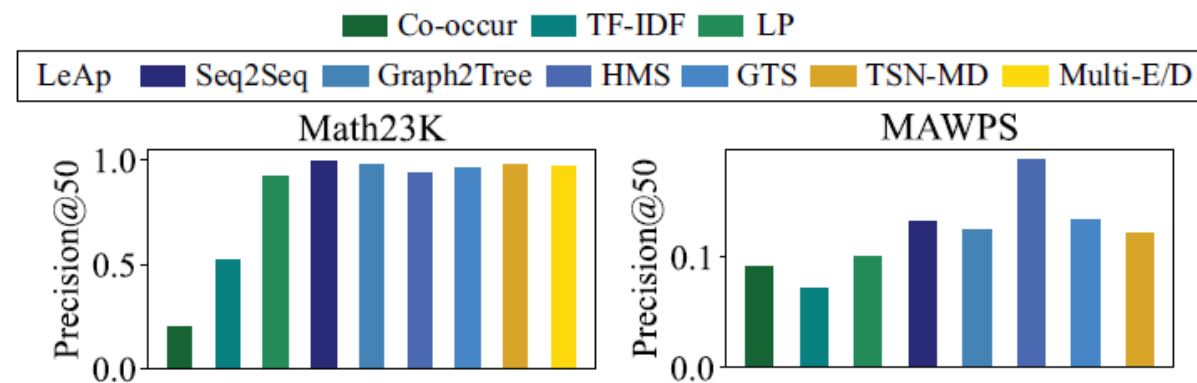 Co-occur TF-IDF LP
LeAp Seq2Seq Graph2Tree HMS GTS TSN-MD Multi-E/D
Math23K
Precision@50
1.0
0.5
0.0
MAWPS
Precision@50
0.1
0.0